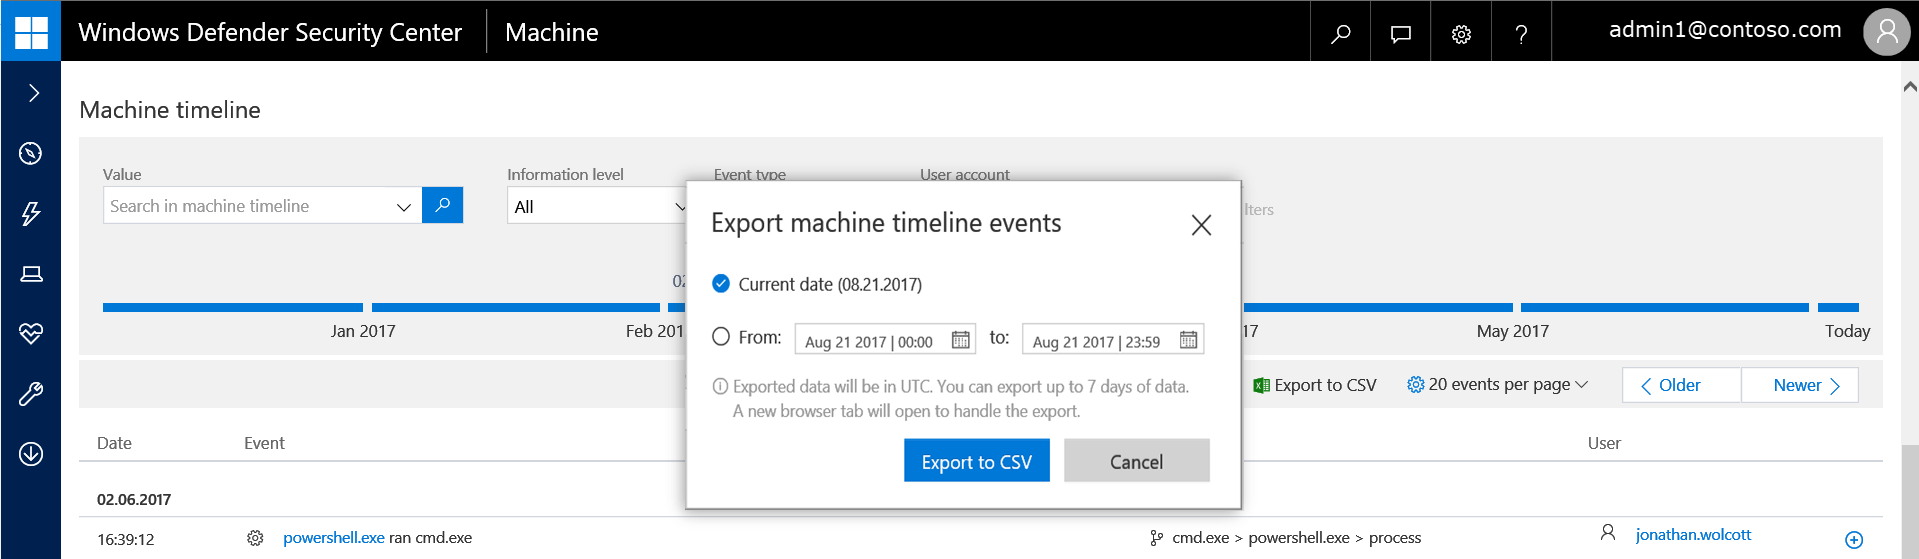 Windows Defender Security Center
Machine
admin1@contoso.com
Machine timeline
Value
Information level
Event type
User account
Search in machine timeline
All
lters
Export machine timeline events
Current date (08.21.2017)
02
Jan 2017
Feb 201
17
May 2017
Today
From:
Aug 21 2017 | 00:00
to:
Aug 21 2017 | 23:59
Exported data will be in UTC. You can export up to 7 days of data.
A new browser tab will open to handle the export.
Export to CSV
20 events per page
Older
Newer
Export to CSV
Cancel
Date
Event
User
02.06.2017
16:39:12
powershell.exe ran cmd.exe
cmd.exe > powershell.exe > process
jonathan.wolcott